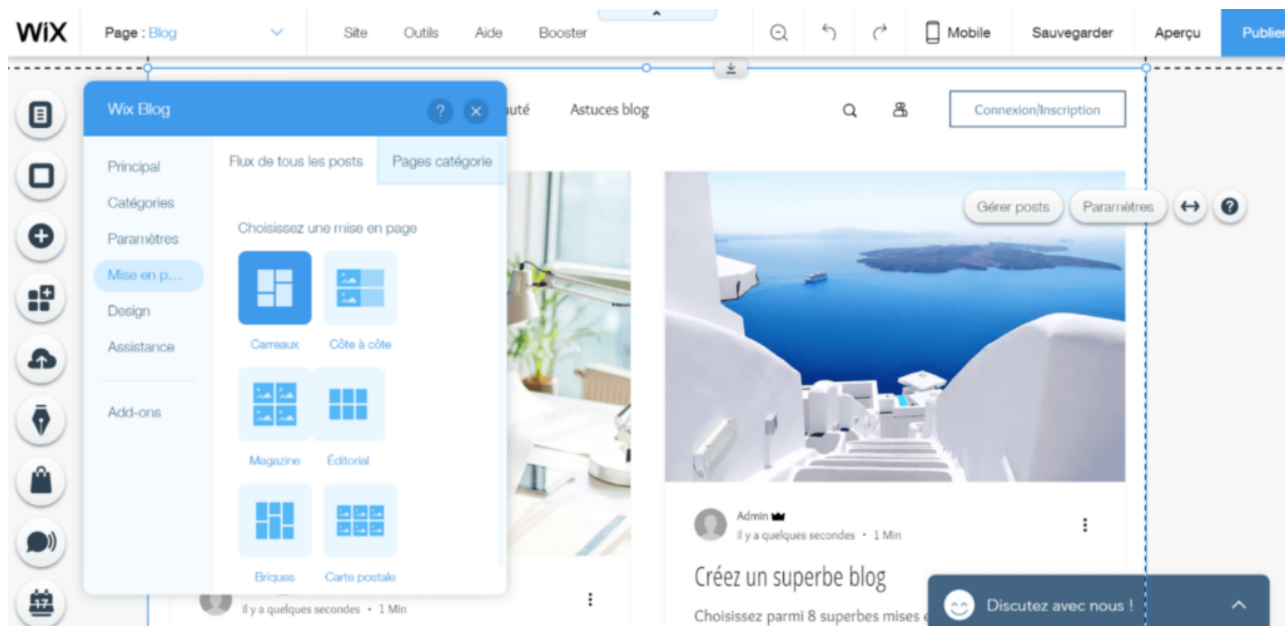 WiX
Page : Blog
Site
Outils
Aide
Booster
Mobile
Sauvegarder
Aperçu
Publier
Wix Blog
?
auté
Astuces blog
Connexion/Inscription
Principal
Catégories
Paramètres
Mise en p...
Design
Assistance
Add-ons
Flux de tous les posts
Pages catégorie
Choisissez une mise en page
Carreaux
Côte à côte
Magazine
Éditorial
Briques
Carte postale
Gérer posts
Paramètres
?
17
Admin
Il y a quelques secondes • 1 Min
Créez un superbe blog
Choisissez parmi 8 superbes mises e
Il y a quelques secondes • 1 Min
Discutez avec nous !